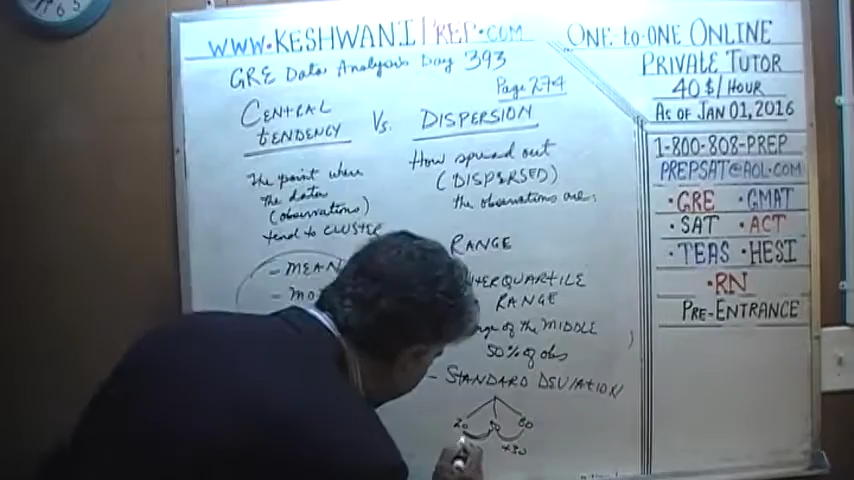 WWW.KESHWANIPREP.COM
GRE Data Analysis Day 393
Page 274
CENTRAL
TENDENCY
Vs.
DISPERSION
The point where
the data
(observations)
tend to CLUSTER
- MEAN
- MO
How spread out
(DISPERSED)
the observations are:
RANGE
TERQUARTILE
RANGE
of the MIDDLE
50% of obs
- STANDARD DEVIATION
20 50 80
+30
ONE-to-ONE ONLINE
PRIVATE TUTOR
40 $/HOUR
AS OF JAN 01, 2016
1-800-808-PREP
PREPSAT@AOL.COM
• GRE • GMAT
• SAT • ACT
• TEAS • HESI
• RN
PRE-ENTRANCE